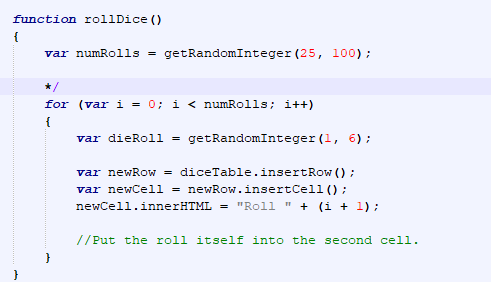 function rollDice()
{
var numRolls = getRandomInteger(25, 100);
*/
for (var i = 0; i < numRolls; i++)
{
var dieRoll = getRandomInteger(1, 6);
var newRow = diceTable.insertRow();
var newCell = newRow.insertCell();
newCell.innerHTML = "Roll " + (i + 1);
//Put the roll itself into the second cell.
}
}